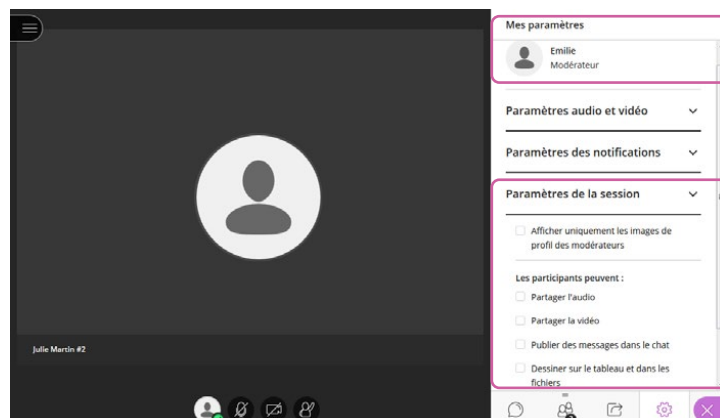 Mes paramètres
Emilie
Modérateur
Paramètres audio et vidéo
Paramètres des notifications
Paramètres de la session
Afficher uniquement les images de
profil des modérateurs
Les participants peuvent :
Partager l'audio
Partager la vidéo
Publier des messages dans le chat
Dessiner sur le tableau et dans les
fichiers
Julie Martin #2